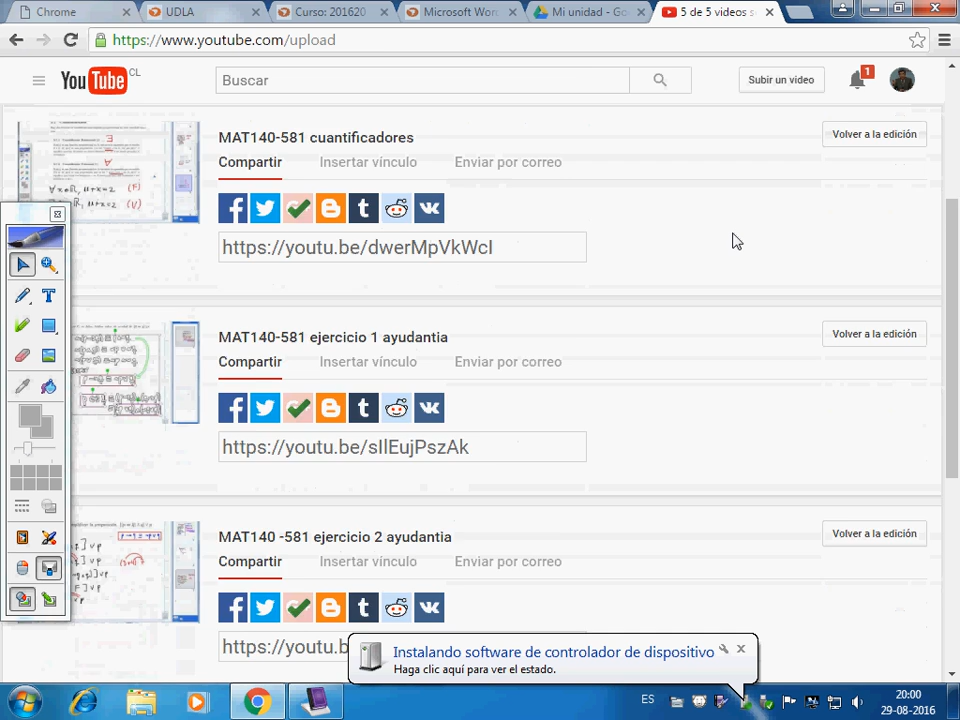 Chrome
UDLA
Curso: 201620
Microsoft Wor
Mi unidad - Go
5 de 5 videos s
https://www.youtube.com/upload
YouTube CL
Buscar
Subir un video
1
MAT140-581 cuantificadores
Volver a la edición
Compartir
Insertar vínculo
Enviar por correo
https://youtu.be/dwerMpVkWcI
MAT140-581 ejercicio 1 ayudantia
Volver a la edición
Compartir
Insertar vínculo
Enviar por correo
https://youtu.be/sIlEujPszAk
MAT140 -581 ejercicio 2 ayudantia
Volver a la edición
Compartir
Insertar vínculo
Enviar por correo
https://youtu.b
Instalando software de controlador de dispositivo
Haga clic aquí para ver el estado.
ES
20:00
29-08-2016